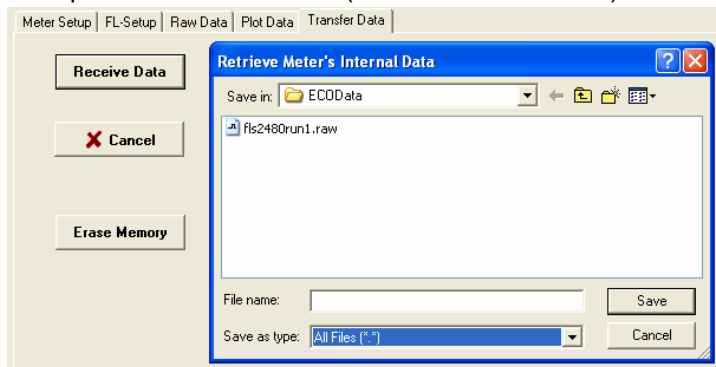 Meter Setup FL-Setup Raw Data Plot Data Transfer Data
Receive Data
Cancel
Erase Memory
Retrieve Meter's Internal Data
Save in: ECOData
fls2480run1.raw
File name:
Save
Save as type: All Files (*.*)
Cancel